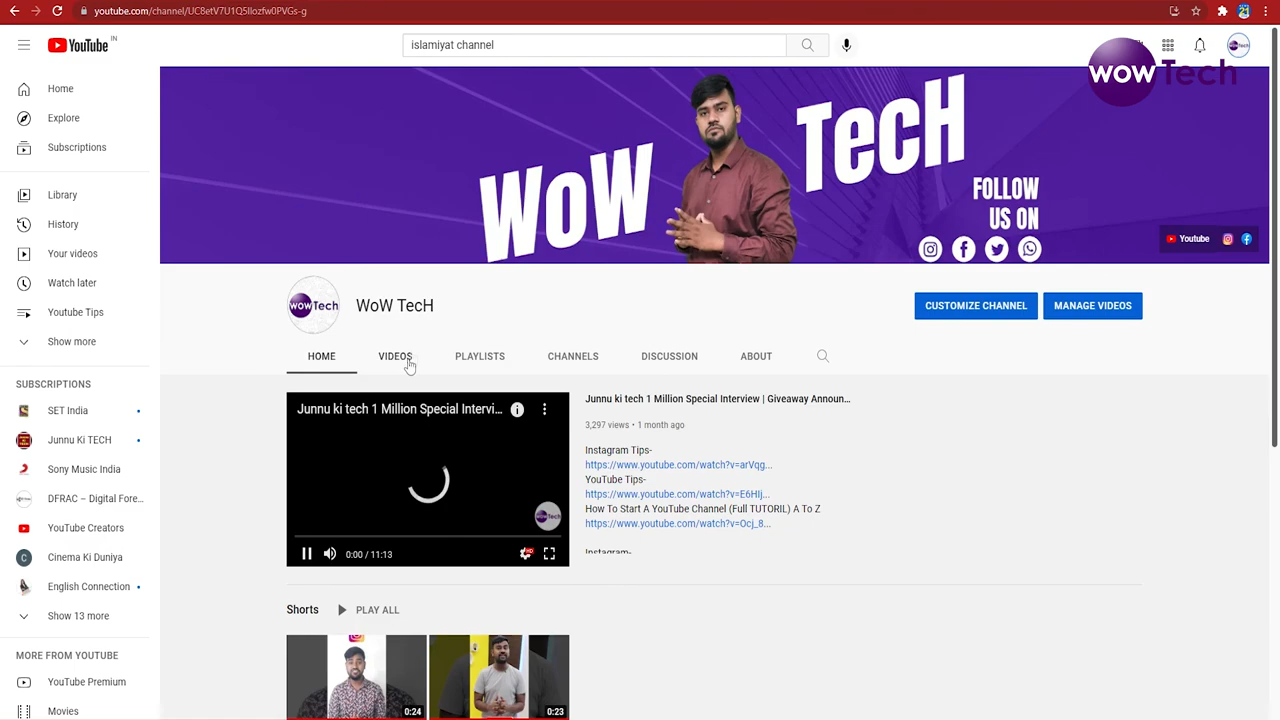 youtube.com/channel/UC8etV7U1Q5Ilozfw0PVGs-g
YouTube IN
islamiyat channel
wowTech
Home
Explore
Subscriptions
Library
History
Your videos
Watch later
Youtube Tips
Show more
SUBSCRIPTIONS
SET India
Junnu Ki TECH
Sony Music India
DFRAC – Digital Fore...
YouTube Creators
Cinema Ki Duniya
English Connection
Show 13 more
MORE FROM YOUTUBE
YouTube Premium
Movies
WoW TecH
FOLLOW
US ON
Youtube
wowTech
WoW TecH
CUSTOMIZE CHANNEL
MANAGE VIDEOS
HOME
VIDEOS
PLAYLISTS
CHANNELS
DISCUSSION
ABOUT
Junnu ki tech 1 Million Special Intervi...
wowTech
0:00 / 11:13
HD
Junnu ki tech 1 Million Special Interview | Giveaway Announ...
3,297 views • 1 month ago
Instagram Tips-
https://www.youtube.com/watch?v=arVqg...
YouTube Tips-
https://www.youtube.com/watch?v=E6HIj...
How To Start A YouTube Channel (Full TUTORIL) A To Z
https://www.youtube.com/watch?v=Ocj_8...
Instagram-
Shorts
PLAY ALL
0:24
0:23